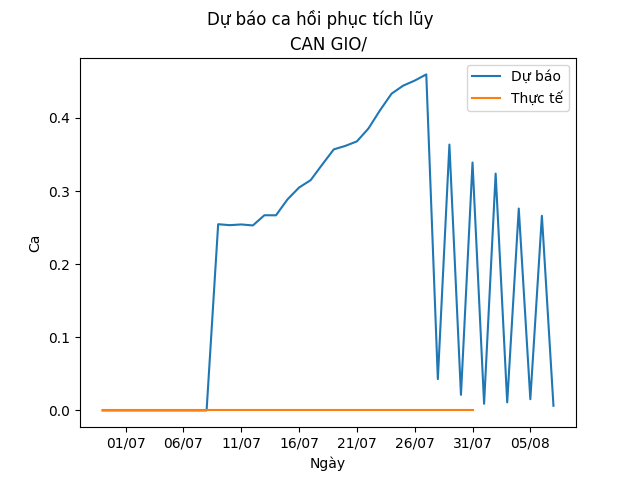 Dự báo ca hồi phục tích lũy
CAN GIO/
Dự báo
Thực tế
0.4
0.3
0.2
0.1
0.0
Ca
01/07 06/07 11/07 16/07 21/07 26/07 31/07 05/08
Ngày